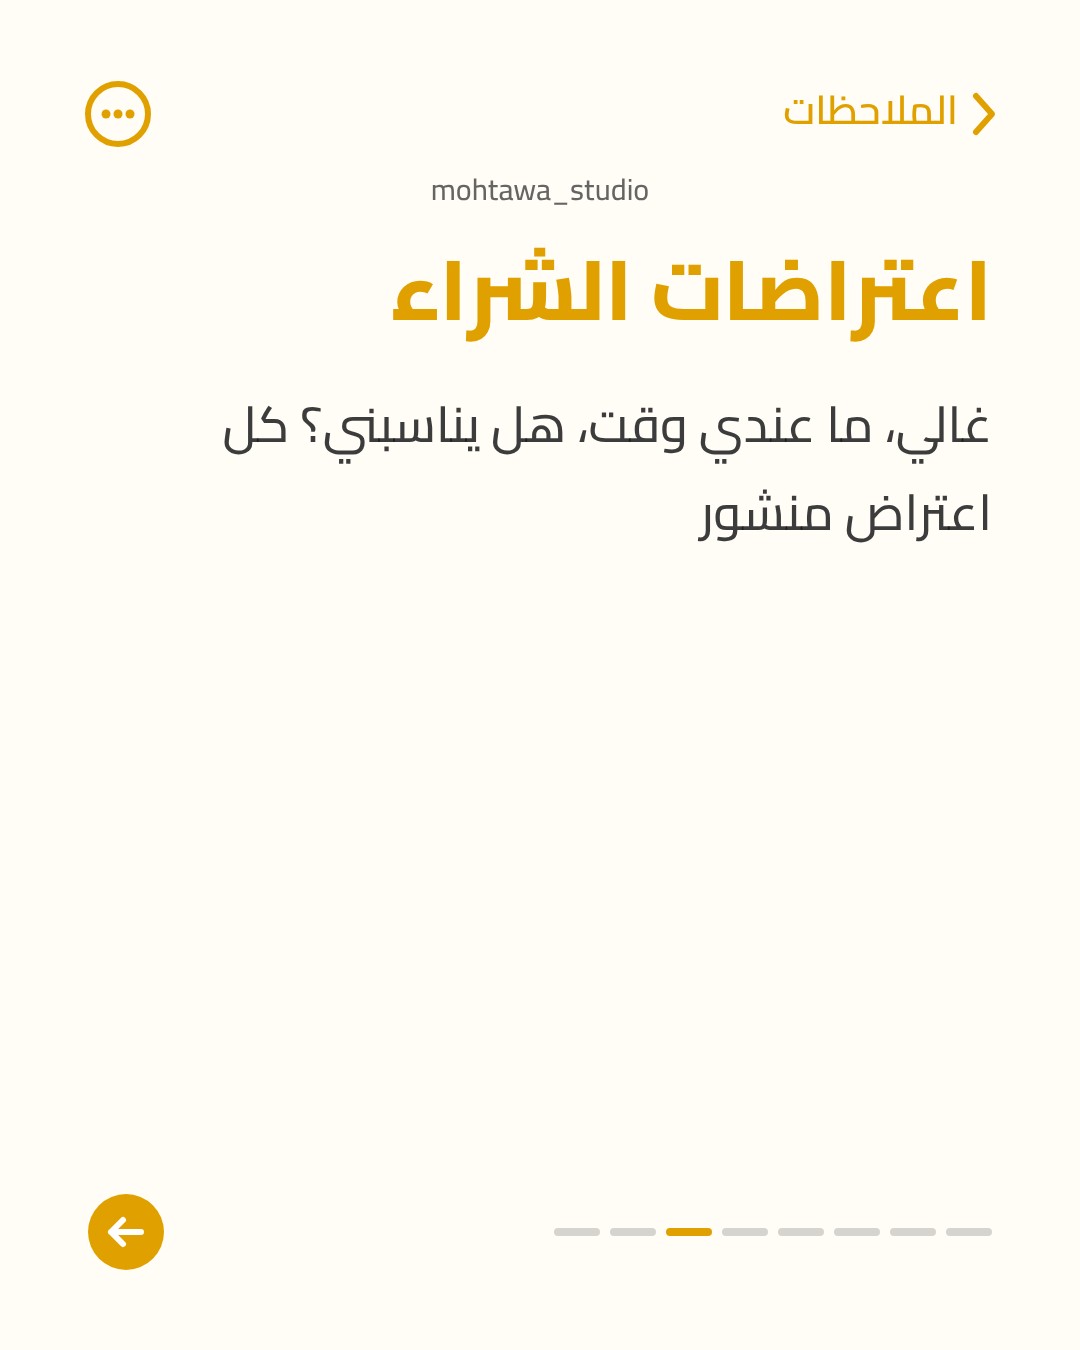 الملاحظات
mohtawa_studio
اعتراضات الشراء
غالي، ما عندي وقت، هل يناسبني؟ كل
اعتراض منشور